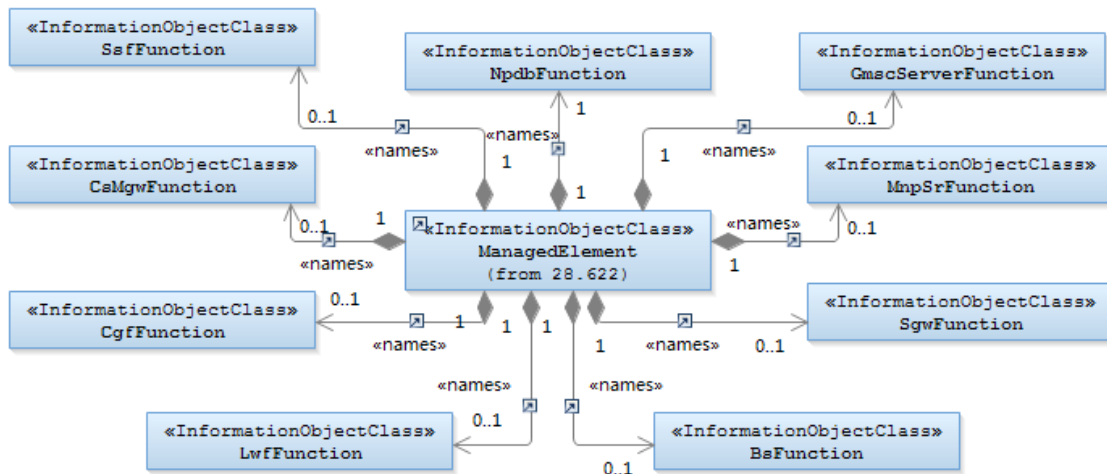 «InformationObjectClass»
SsfFunction
«InformationObjectClass»
NpdbFunction
«InformationObjectClass»
GmscServerFunction
0..1
«names»
1
1
«names»
1
0..1
«names»
1
«InformationObjectClass»
CsMgwFunction
«InformationObjectClass»
MnpSrFunction
0..1
1
«names»
«InformationObjectClass»
ManagedElement
(from 28.622)
«names»
0..1
1
«InformationObjectClass»
CgfFunction
0..1
1
«names»
«InformationObjectClass»
SgwFunction
1
«names»
0..1
1
«names»
0..1
1
«names»
0..1
«InformationObjectClass»
LwfFunction
«InformationObjectClass»
BsFunction